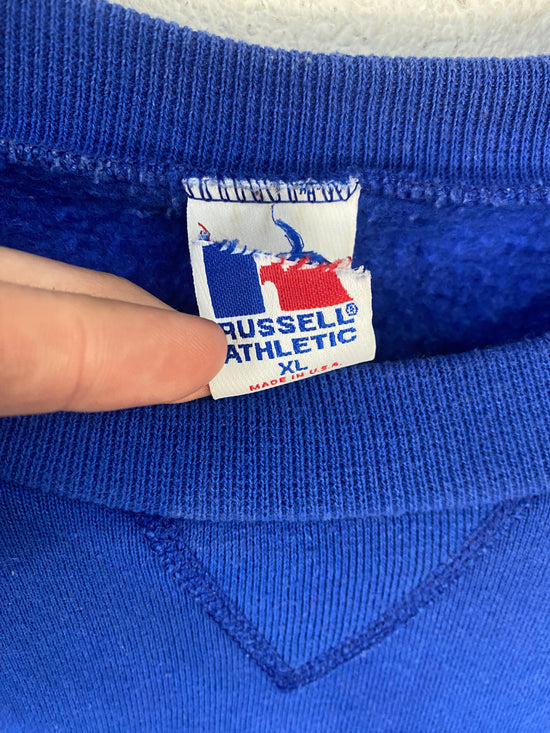 RUSSELL®
ATHLETIC
XL
MADE IN U.S.A.